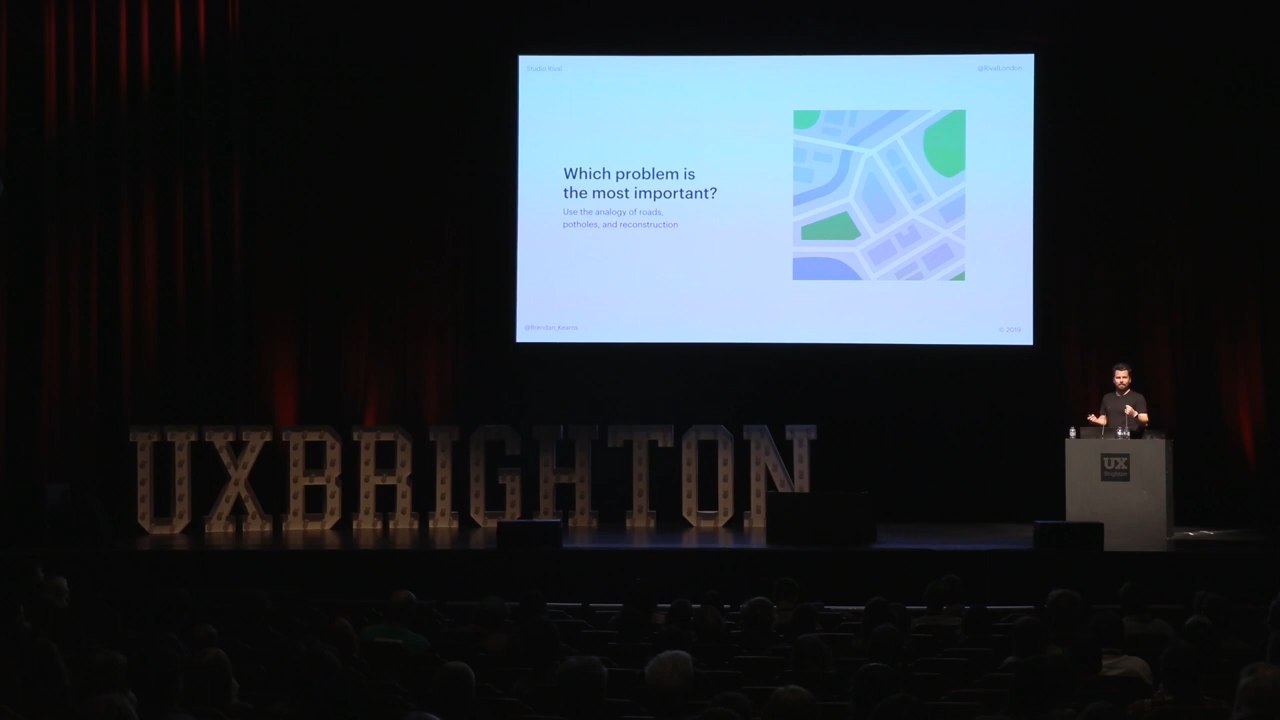 Studio Rival
@RivalLondon
Which problem is
the most important?
Use the analogy of roads,
potholes, and reconstruction
@Brendan_Kearns
© 2019
UXBRIGHTON
UX
Brighton